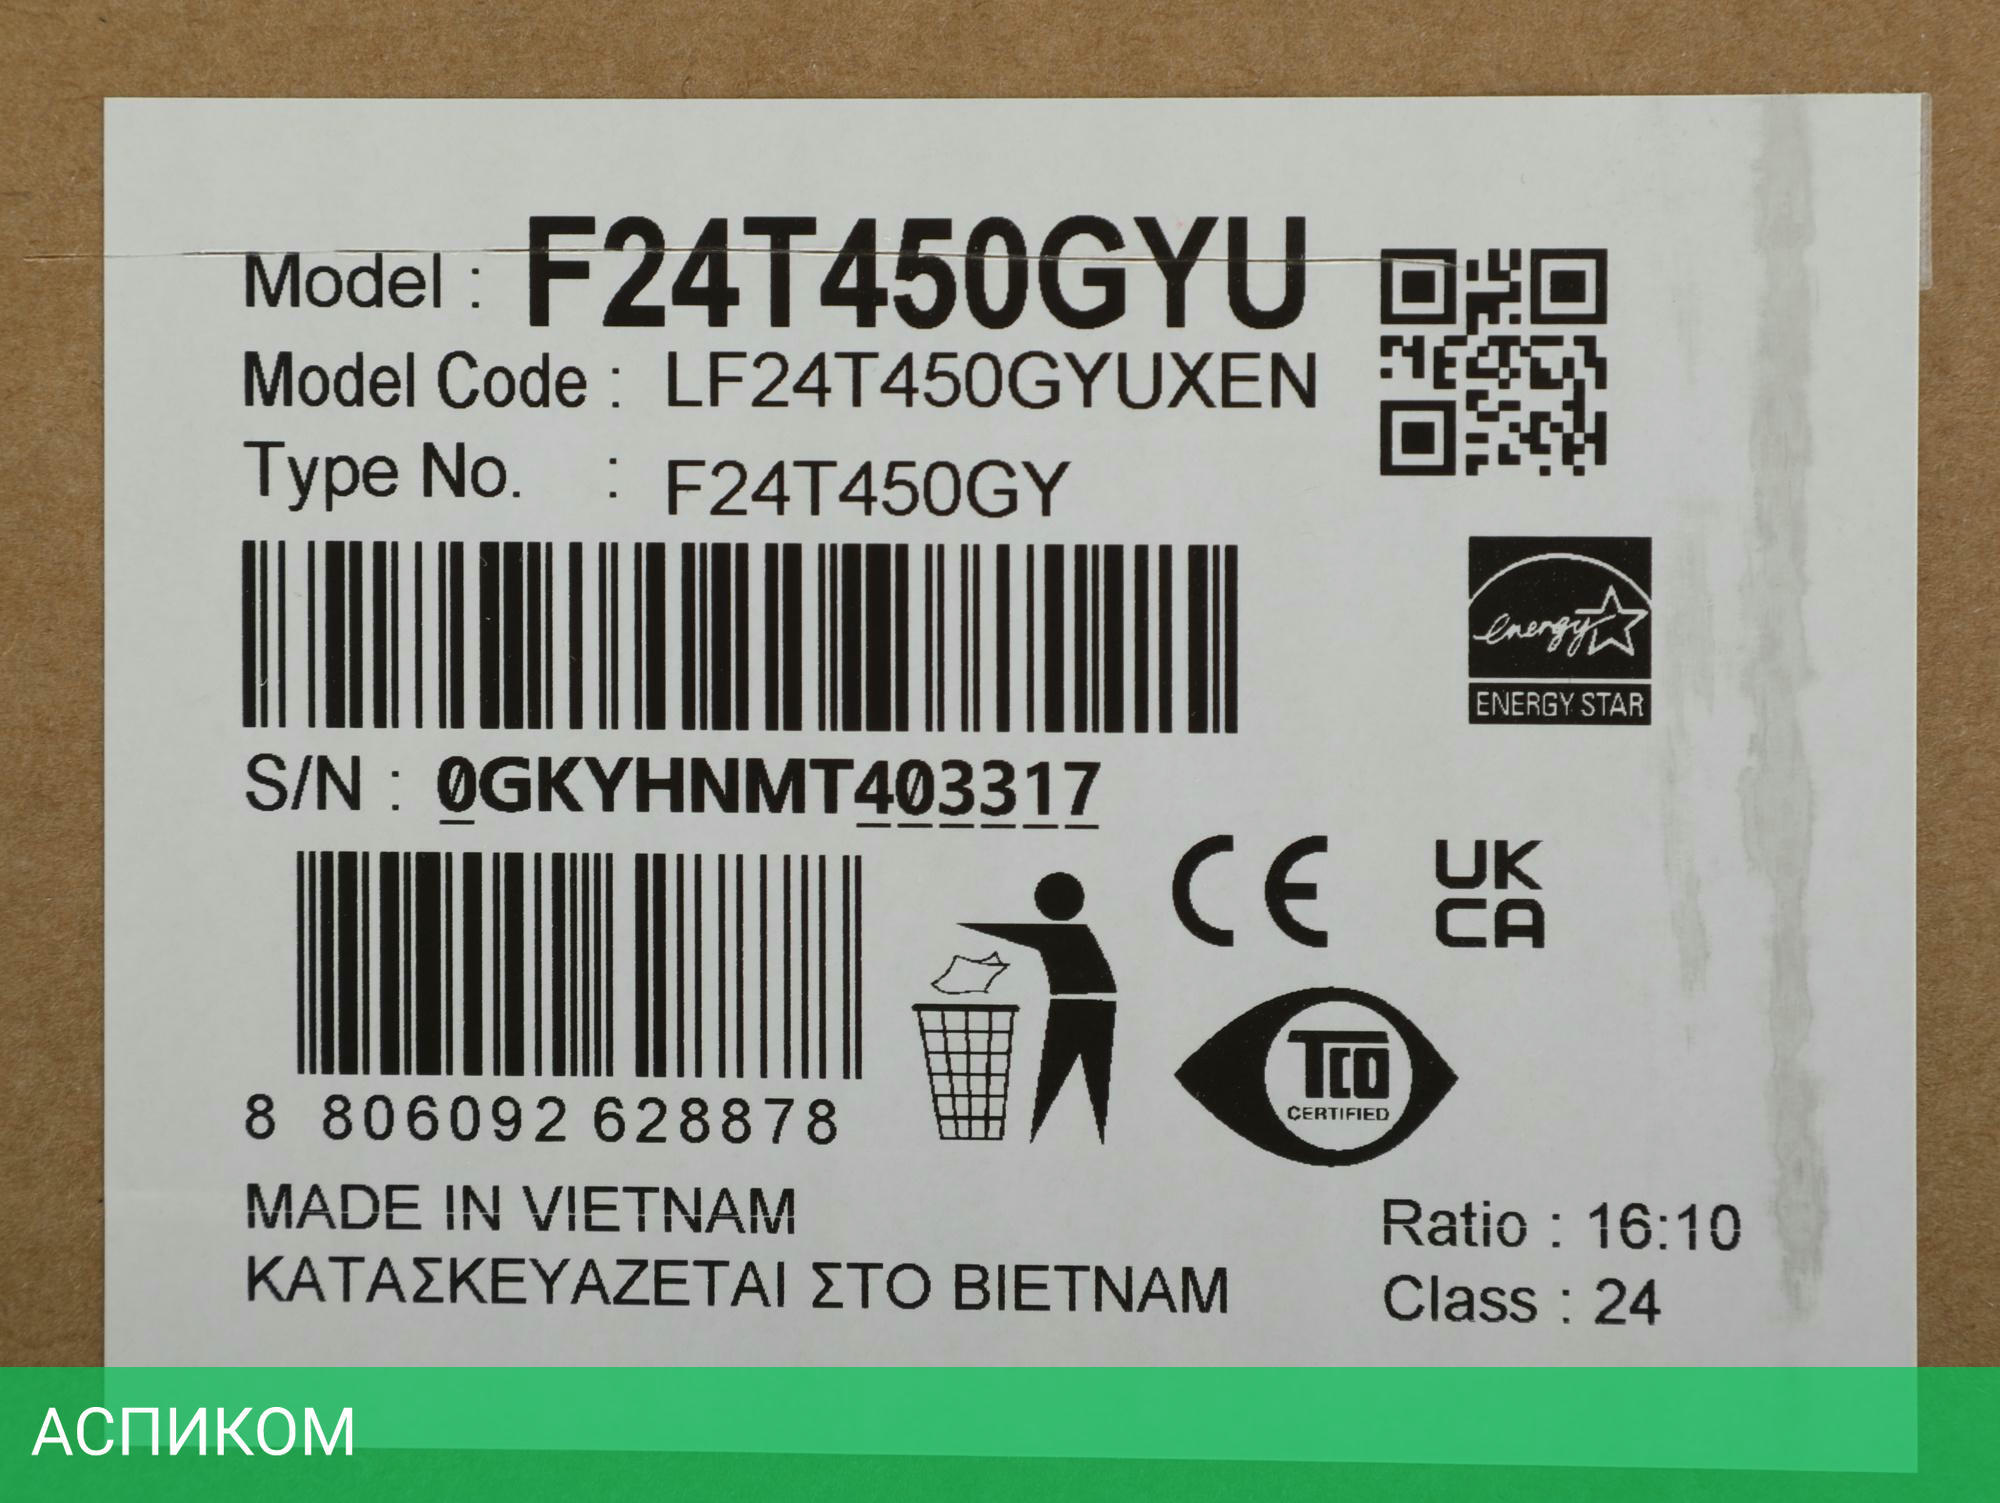 Model : F24T450GYU
Model Code : LF24T450GYUXEN
Type No. : F24T450GY
energy
ENERGY STAR
S/N : 0GKYHNMT403317
CE
UK
CA
TCO
CERTIFIED
8 806092 628878
MADE IN VIETNAM
ΚΑΤΑΣΚΕΥΑΖΕΤΑΙ ΣΤΟ ΒΙΕΤΝΑΜ
Ratio : 16:10
Class : 24
АСПИКОМ